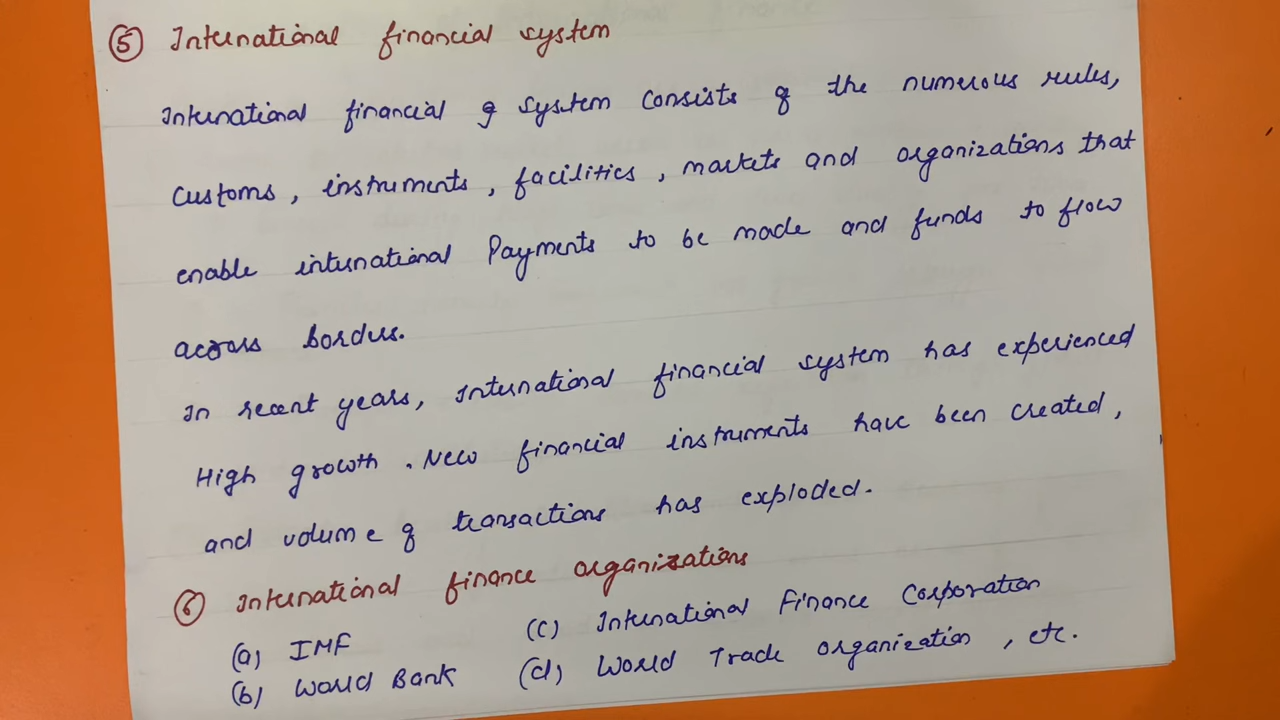 ⑤ International financial system
International financial g system consists of the numerous rules,
customs, instruments, facilities, markets and organizations that
enable international Payments to be made and funds to flow
across borders.
In recent years, International financial system has experienced
High growth. New financial instruments have been created,
and volume of transactions has exploded.
⑥ International finance organizations
(a) IMF (c) International Finance Corporation
(b) World Bank (d) World Trade organization, etc.